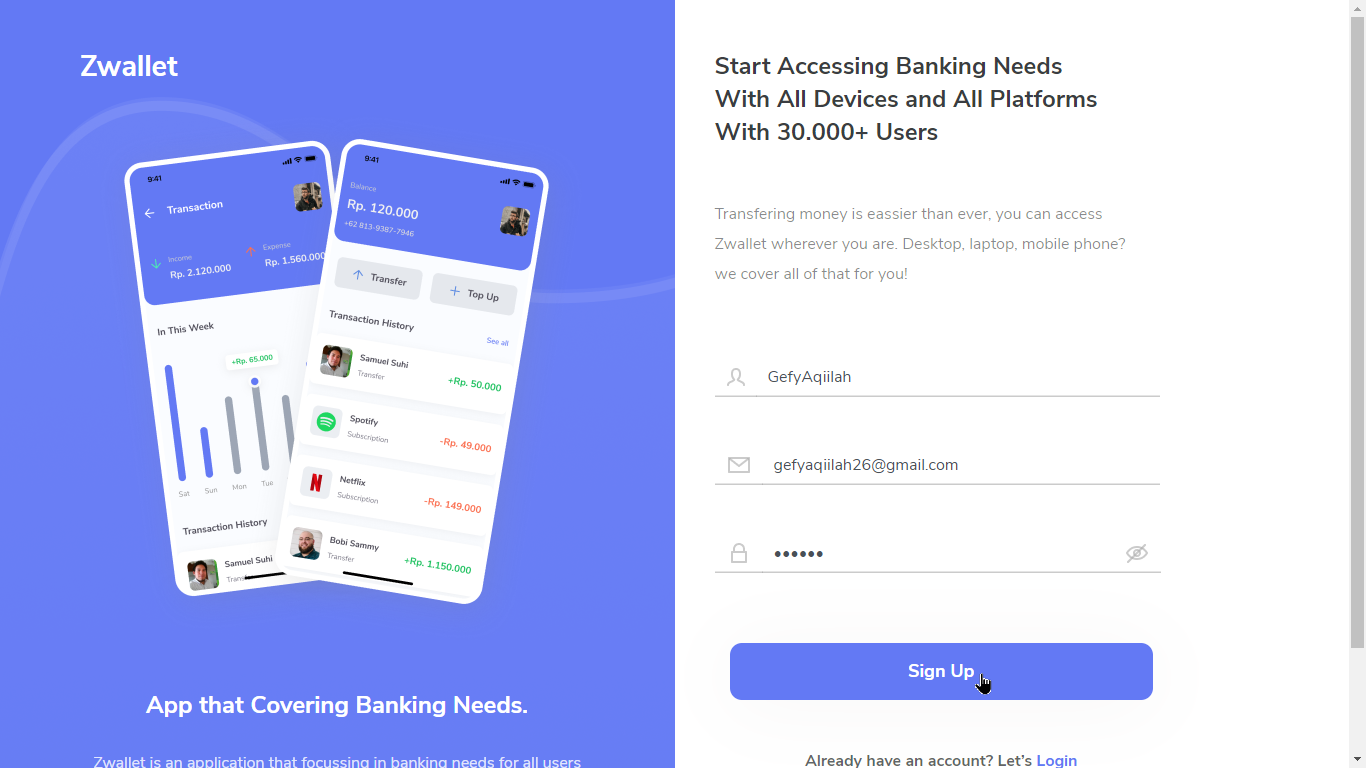 Zwallet
9:41
Transaction
Income
Rp. 2.120.000
Expense
Rp. 1.560.000
In This Week
+Rp. 65.000
Sat
Sun
Mon
Tue
Transaction History
Samuel Suhi
9:41
Balance
Rp. 120.000
+62 813-9387-7946
Transfer
Top Up
Transaction History
See all
Samuel Suhi
Transfer
+Rp. 50.000
Spotify
Subscription
-Rp. 49.000
N
Netflix
Subscription
-Rp. 149.000
Bobi Sammy
Transfer
+Rp. 1.150.000
App that Covering Banking Needs.
Zwallet is an application that focussing in banking needs for all users
Start Accessing Banking Needs
With All Devices and All Platforms
With 30.000+ Users
Transfering money is eassier than ever, you can access
Zwallet wherever you are. Desktop, laptop, mobile phone?
we cover all of that for you!
GefyAqiilah
gefyaqiilah26@gmail.com
••••••
Sign Up
Already have an account? Let's Login